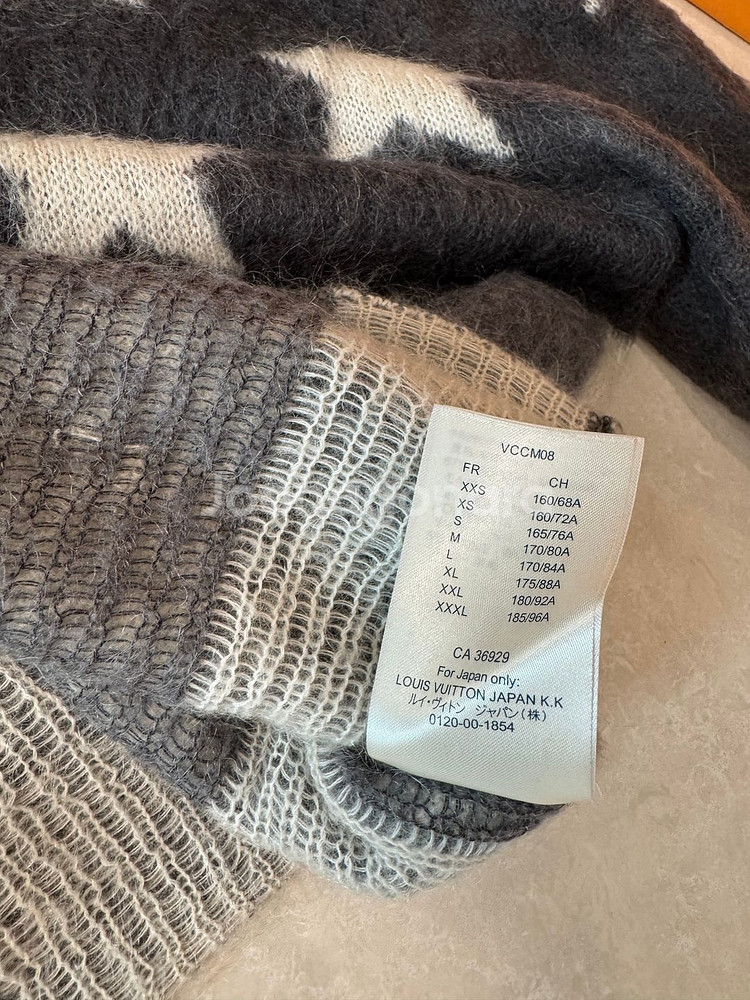 VCCM08
FR CH
XXS 160/68A
XS 160/72A
S 165/76A
M 170/80A
L 170/84A
XL 175/88A
XXL 180/92A
XXXL 185/96A
CA 36929
For Japan only:
LOUIS VUITTON JAPAN K.K
ルイ・ヴィトン ジャパン(株)
0120-00-1854